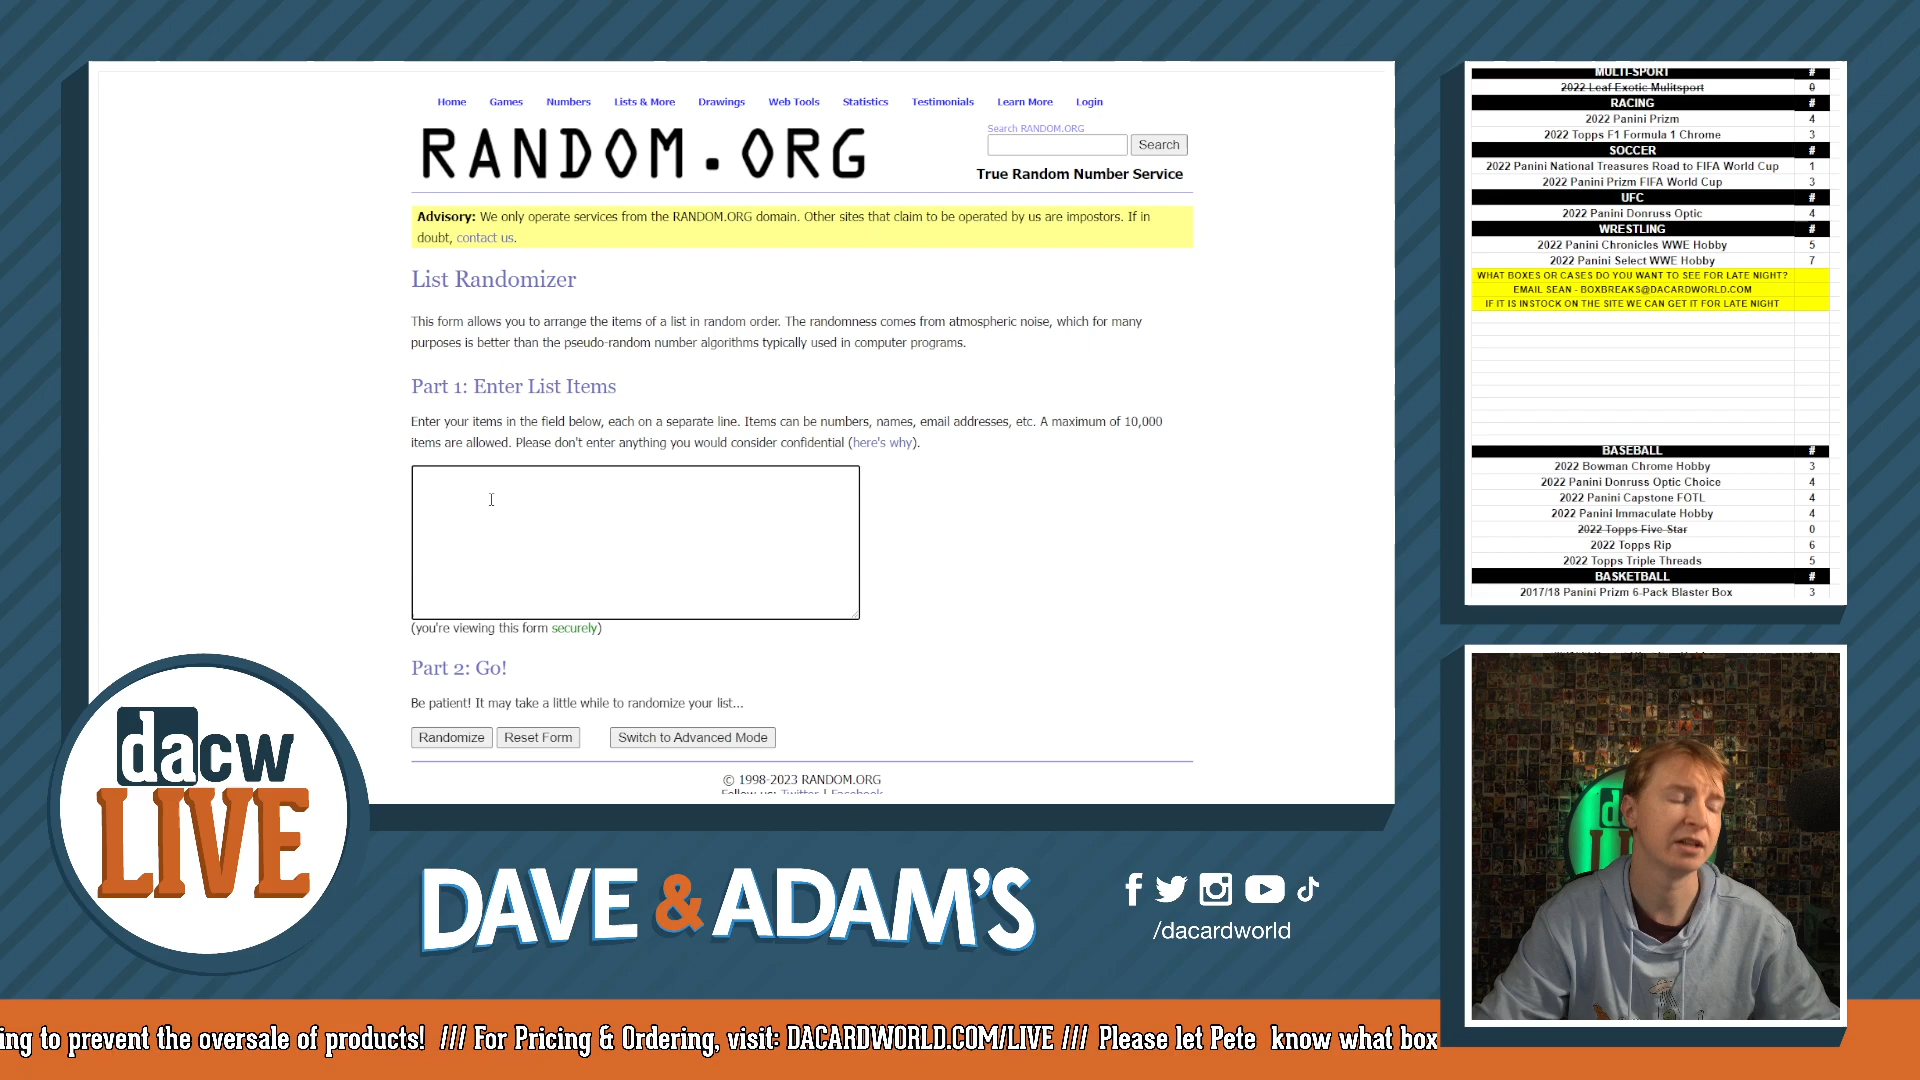 Home Games Numbers Lists & More Drawings Web Tools Statistics Testimonials Learn More Login
RANDOM.ORG
Search RANDOM.ORG
Search
True Random Number Service
Advisory: We only operate services from the RANDOM.ORG domain. Other sites that claim to be operated by us are impostors. If in
doubt, contact us.
List Randomizer
This form allows you to arrange the items of a list in random order. The randomness comes from atmospheric noise, which for many
purposes is better than the pseudo-random number algorithms typically used in computer programs.
Part 1: Enter List Items
Enter your items in the field below, each on a separate line. Items can be numbers, names, email addresses, etc. A maximum of 10,000
items are allowed. Please don't enter anything you would consider confidential (here's why).
(you're viewing this form securely)
Part 2: Go!
Be patient! It may take a little while to randomize your list...
Randomize Reset Form Switch to Advanced Mode
© 1998-2023 RANDOM.ORG
Follow us: Twitter | Facebook
MULTI-SPORT #
2022 Leaf Exotic Mulitsport 0
RACING #
2022 Panini Prizm 4
2022 Topps F1 Formula 1 Chrome 3
SOCCER #
2022 Panini National Treasures Road to FIFA World Cup 1
2022 Panini Prizm FIFA World Cup 3
UFC #
2022 Panini Donruss Optic 4
WRESTLING #
2022 Panini Chronicles WWE Hobby 5
2022 Panini Select WWE Hobby 7
WHAT BOXES OR CASES DO YOU WANT TO SEE FOR LATE NIGHT?
EMAIL SEAN - BOXBREAKS@DACARDWORLD.COM
IF IT IS INSTOCK ON THE SITE WE CAN GET IT FOR LATE NIGHT
BASEBALL #
2022 Bowman Chrome Hobby 3
2022 Panini Donruss Optic Choice 4
2022 Panini Capstone FOTL 4
2022 Panini Immaculate Hobby 4
2022 Topps Five Star 0
2022 Topps Rip 6
2022 Topps Triple Threads 5
BASKETBALL #
2017/18 Panini Prizm 6-Pack Blaster Box 3
dacw
LIVE
DAVE & ADAM'S
/dacardworld
ing to prevent the oversale of products! /// For Pricing & Ordering, visit: DACARDWORLD.COM/LIVE /// Please let Pete know what box